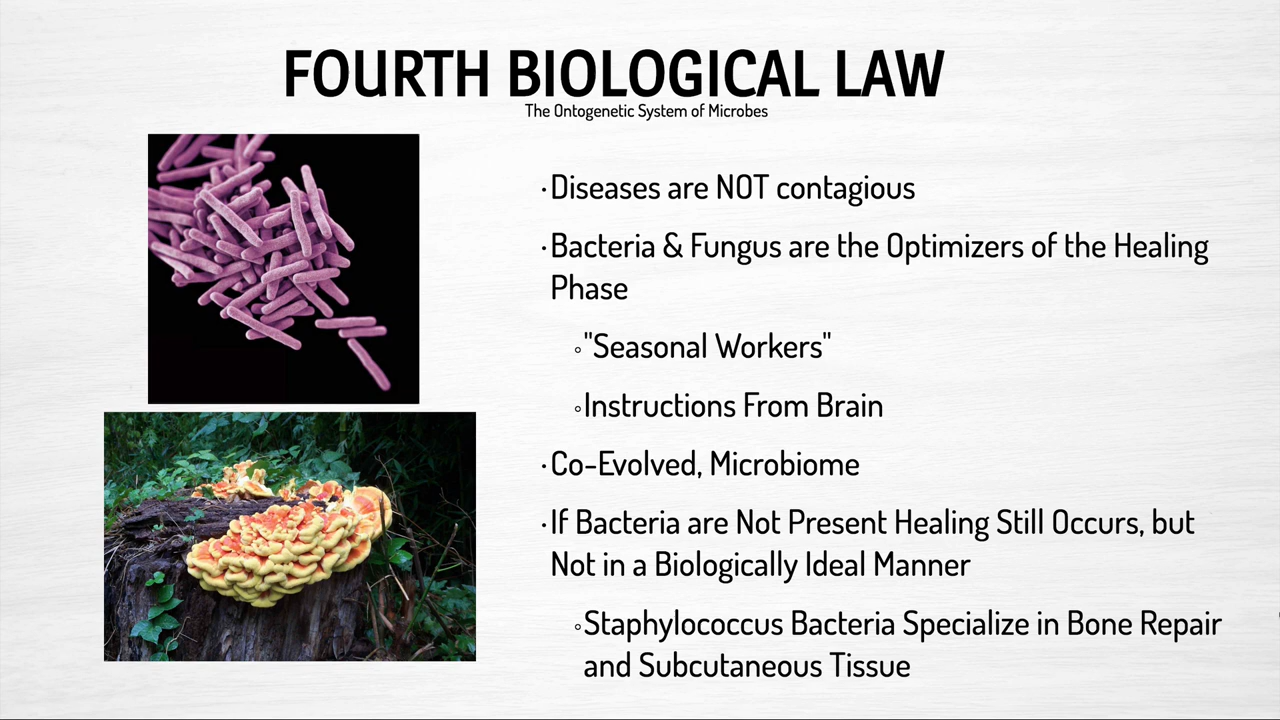 FOURTH BIOLOGICAL LAW
The Ontogenetic System of Microbes
·Diseases are NOT contagious
·Bacteria & Fungus are the Optimizers of the Healing
Phase
◦"Seasonal Workers"
◦Instructions From Brain
·Co-Evolved, Microbiome
·If Bacteria are Not Present Healing Still Occurs, but
Not in a Biologically Ideal Manner
◦Staphylococcus Bacteria Specialize in Bone Repair
and Subcutaneous Tissue